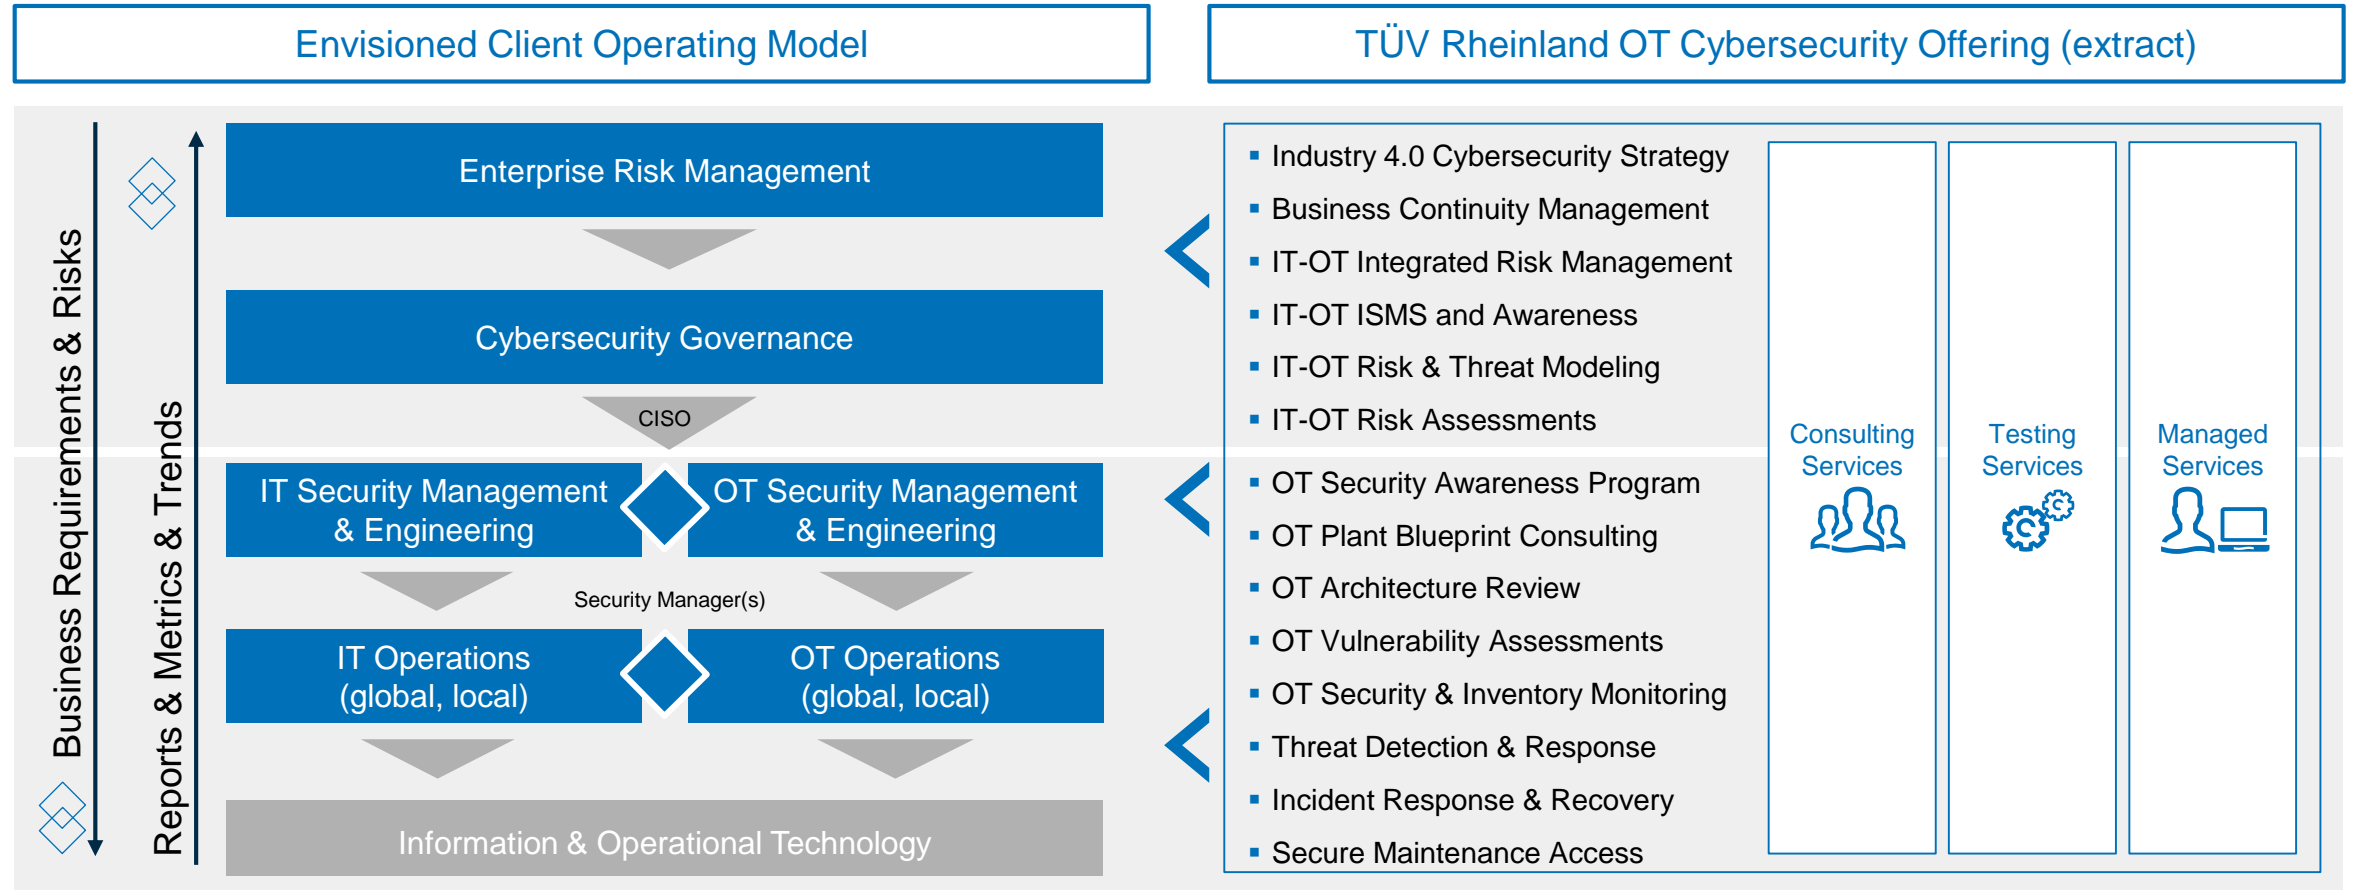 Envisioned Client Operating Model
TÜV Rheinland OT Cybersecurity Offering (extract)
Business Requirements & Risks
Reports & Metrics & Trends
Enterprise Risk Management
Cybersecurity Governance
CISO
IT Security Management
& Engineering
OT Security Management
& Engineering
Security Manager(s)
IT Operations
(global, local)
OT Operations
(global, local)
Information & Operational Technology
▪ Industry 4.0 Cybersecurity Strategy
▪ Business Continuity Management
▪ IT-OT Integrated Risk Management
▪ IT-OT ISMS and Awareness
▪ IT-OT Risk & Threat Modeling
▪ IT-OT Risk Assessments
▪ OT Security Awareness Program
▪ OT Plant Blueprint Consulting
▪ OT Architecture Review
▪ OT Vulnerability Assessments
▪ OT Security & Inventory Monitoring
▪ Threat Detection & Response
▪ Incident Response & Recovery
▪ Secure Maintenance Access
Consulting
Services
Testing
Services
Managed
Services